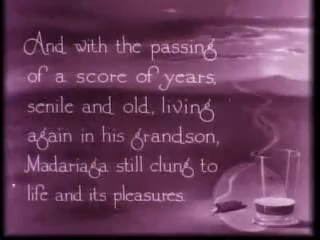 And with the passing
of a score of years,
senile and old, living
again in his grandson,
Madariaga still clung to
life and its pleasures.